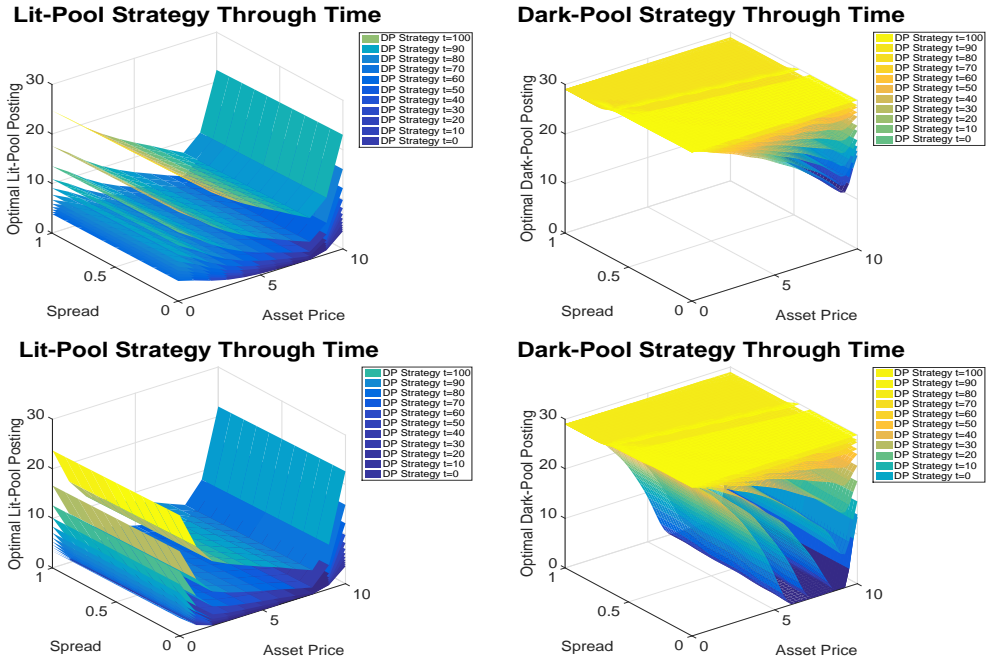 Lit-Pool Strategy Through Time
Optimal Lit-Pool Posting
30
20
10
0
1
0.5
0
Spread
0
5
10
Asset Price
DP Strategy t=100
DP Strategy t=90
DP Strategy t=80
DP Strategy t=70
DP Strategy t=60
DP Strategy t=50
DP Strategy t=40
DP Strategy t=30
DP Strategy t=20
DP Strategy t=10
DP Strategy t=0
Dark-Pool Strategy Through Time
Optimal Dark-Pool Posting
30
20
10
0
1
0.5
0
Spread
0
5
10
Asset Price
DP Strategy t=100
DP Strategy t=90
DP Strategy t=80
DP Strategy t=70
DP Strategy t=60
DP Strategy t=50
DP Strategy t=40
DP Strategy t=30
DP Strategy t=20
DP Strategy t=10
DP Strategy t=0
Lit-Pool Strategy Through Time
Optimal Lit-Pool Posting
30
20
10
0
1
0.5
0
Spread
0
5
10
Asset Price
DP Strategy t=100
DP Strategy t=90
DP Strategy t=80
DP Strategy t=70
DP Strategy t=60
DP Strategy t=50
DP Strategy t=40
DP Strategy t=30
DP Strategy t=20
DP Strategy t=10
DP Strategy t=0
Dark-Pool Strategy Through Time
Optimal Dark-Pool Posting
30
20
10
0
1
0.5
0
Spread
0
5
10
Asset Price
DP Strategy t=100
DP Strategy t=90
DP Strategy t=80
DP Strategy t=70
DP Strategy t=60
DP Strategy t=50
DP Strategy t=40
DP Strategy t=30
DP Strategy t=20
DP Strategy t=10
DP Strategy t=0